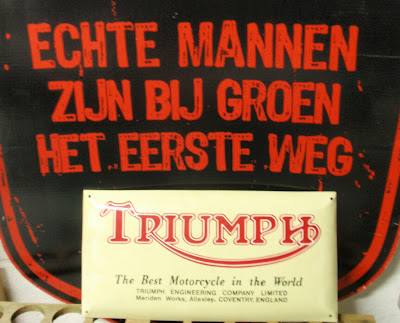 ECHTE MANNEN
ZIJN BIJ GROEN
HET EERSTE WEG
TRIUMPH
The Best Motorcycle in the World
TRIUMPH ENGINEERING COMPANY LIMITED
Meriden Works, Allesley, COVENTRY, ENGLAND